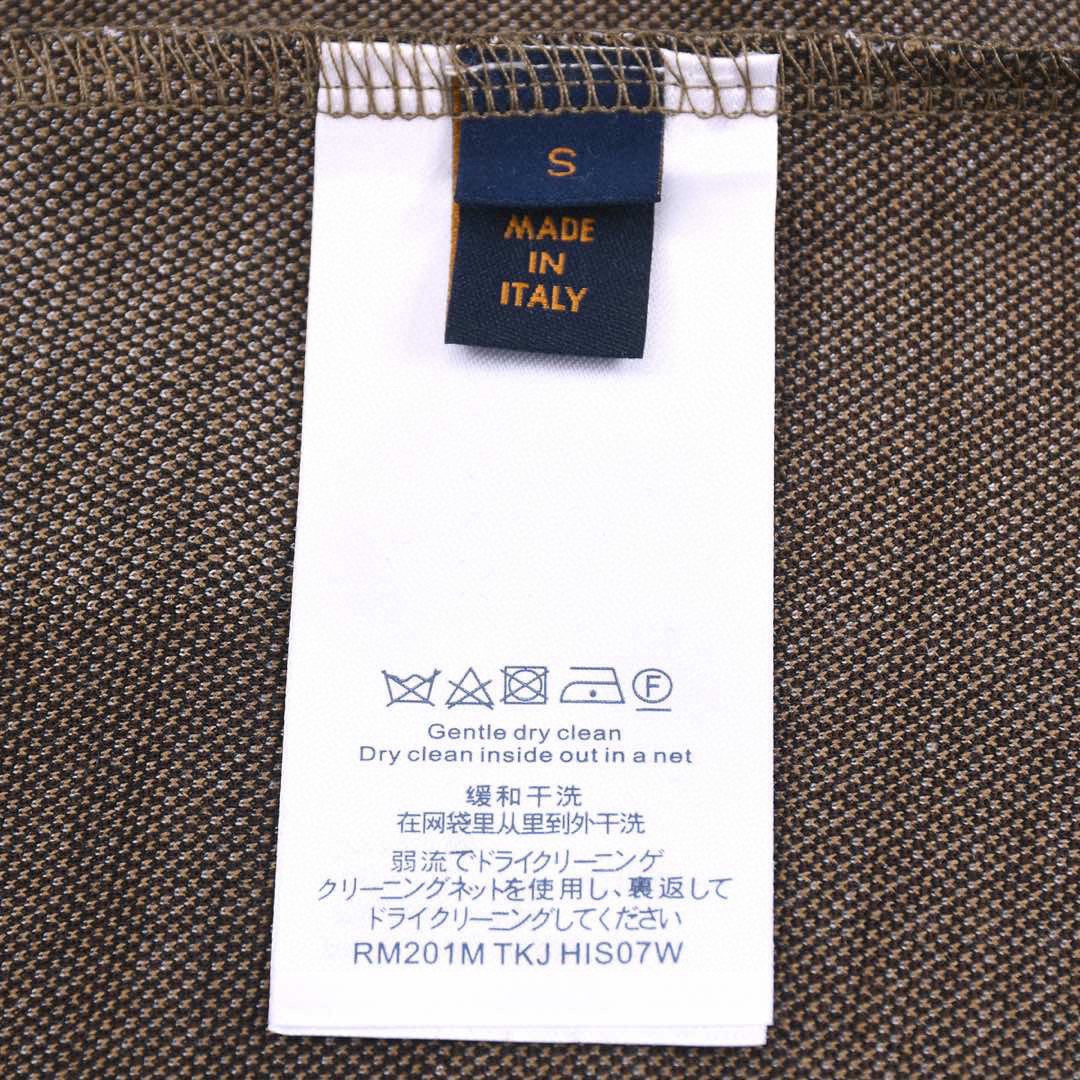 S
MADE
IN
ITALY
F
Gentle dry clean
Dry clean inside out in a net
缓和干洗
在网袋里从里到外干洗
弱流でドライクリーニング
クリーニングネットを使用し、裏返して
ドライクリーニングしてください
RM201M TKJ HIS07W